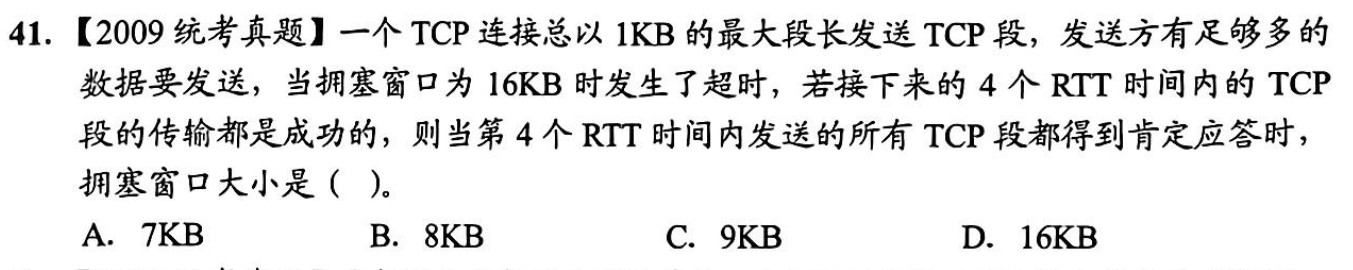 41.【2009 统考真题】一个 TCP 连接总以 1KB 的最大段长发送 TCP 段，发送方有足够多的
数据要发送，当拥塞窗口为 16KB 时发生了超时，若接下来的 4 个 RTT 时间内的 TCP
段的传输都是成功的，则当第 4 个 RTT 时间内发送的所有 TCP 段都得到肯定应答时，
拥塞窗口大小是（ ）。
A. 7KB B. 8KB C. 9KB D. 16KB